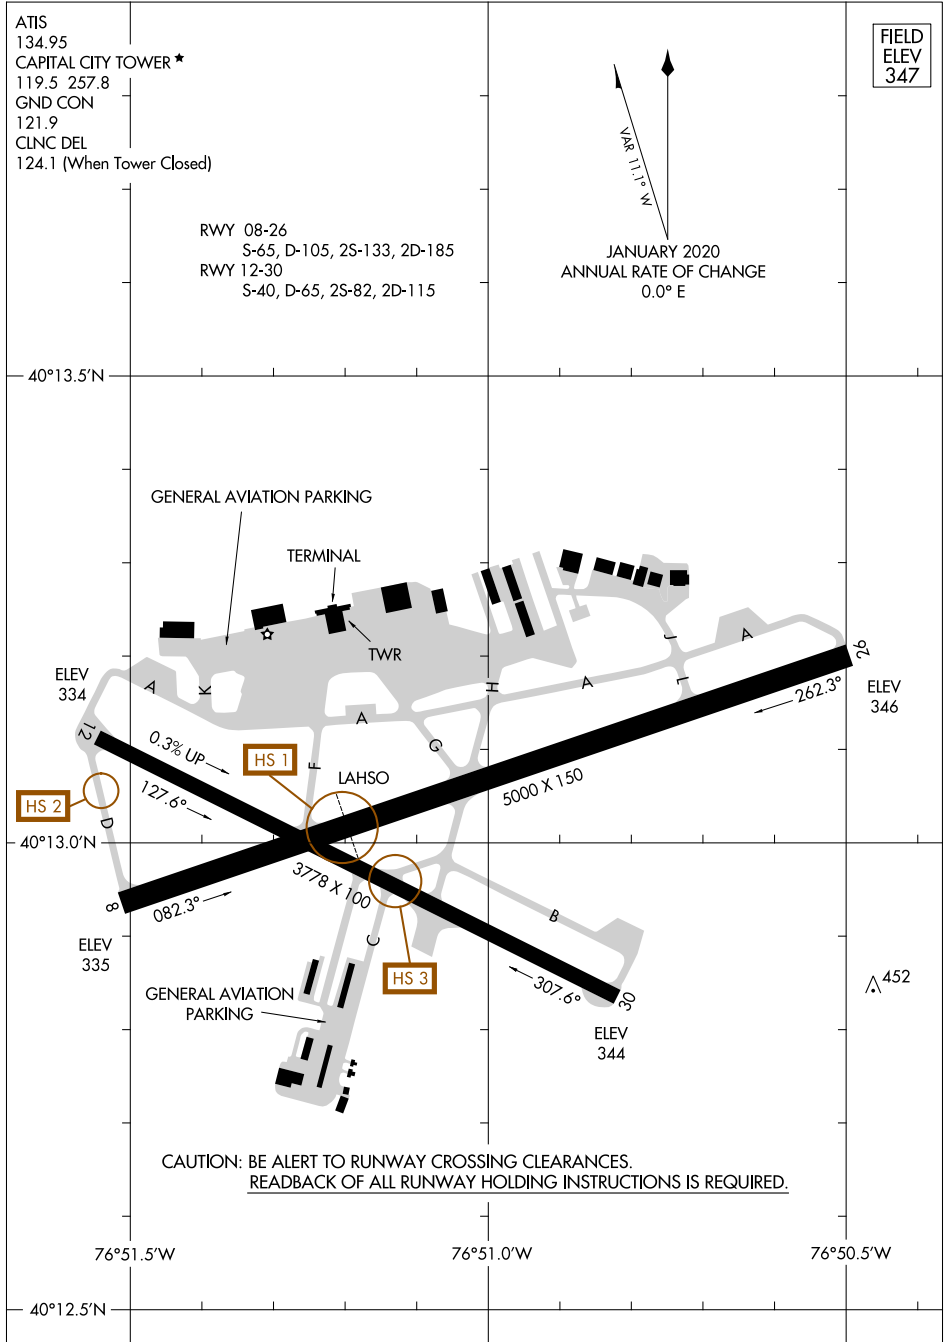 ATIS
134.95
CAPITAL CITY TOWER ★
119.5 257.8
GND CON
121.9
CLNC DEL
124.1 (When Tower Closed)
FIELD
ELEV
347
VAR 11.1° W
JANUARY 2020
ANNUAL RATE OF CHANGE
0.0° E
RWY 08-26
S-65, D-105, 2S-133, 2D-185
RWY 12-30
S-40, D-65, 2S-82, 2D-115
40°13.5'N
GENERAL AVIATION PARKING
TERMINAL
TWR
J
A
26
ELEV
334
A
K
H
A
L
262.3°
ELEV
346
12
0.3% UP
A
G
HS 1
F
LAHSO
5000 X 150
HS 2
127.6°
D
40°13.0'N
3778 X 100
8
082.3°
B
C
ELEV
335
HS 3
307.6°
30
452
GENERAL AVIATION
PARKING
ELEV
344
CAUTION: BE ALERT TO RUNWAY CROSSING CLEARANCES.
READBACK OF ALL RUNWAY HOLDING INSTRUCTIONS IS REQUIRED.
76°51.5'W
76°51.0'W
76°50.5'W
40°12.5'N